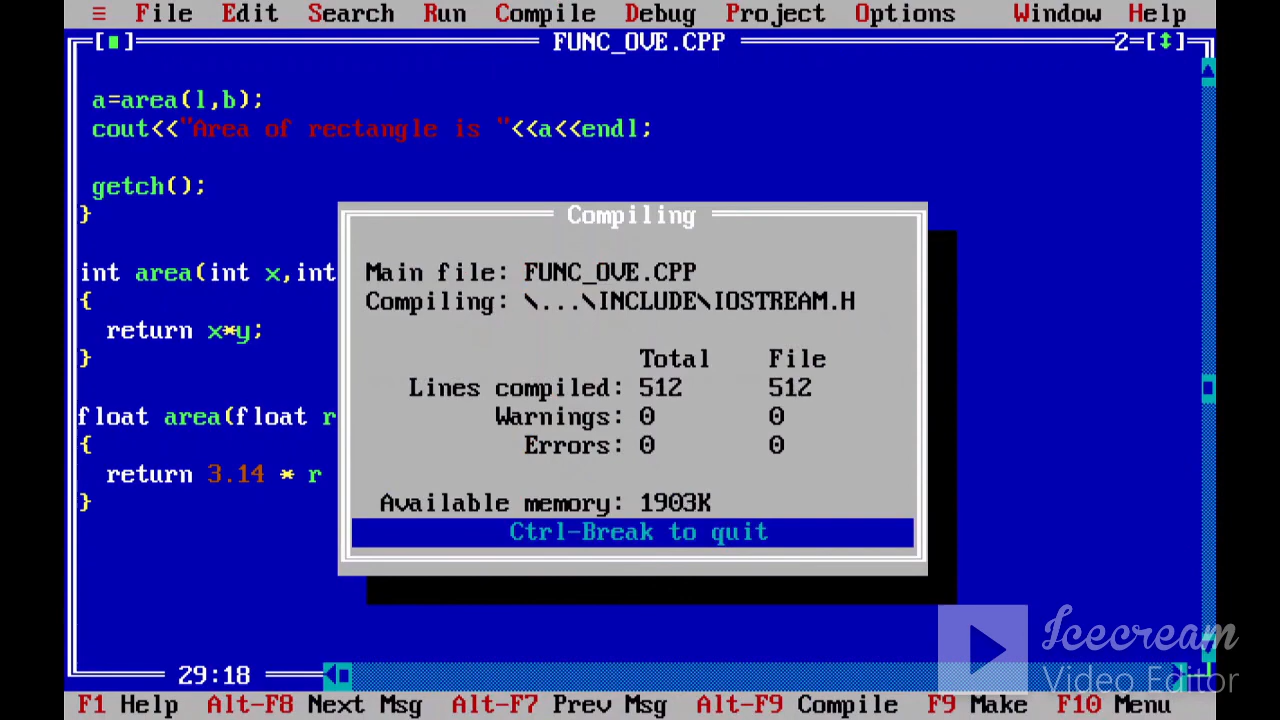 ≡ File Edit Search Run Compile Debug Project Options Window Help
[■] FUNC_OVE.CPP 2=[↕]
a=area(l,b);
cout<<"Area of rectangle is "<<a<<endl;
getch();
}
int area(int x,int
{
return x*y;
}
float area(float r
{
return 3.14 * r
}
Compiling
Main file: FUNC_OVE.CPP
Compiling: \...\INCLUDE\IOSTREAM.H
Total File
Lines compiled: 512 512
Warnings: 0 0
Errors: 0 0
Available memory: 1903K
Ctrl-Break to quit
29:18
Icecream
Video Editor
F1 Help Alt-F8 Next Msg Alt-F7 Prev Msg Alt-F9 Compile F9 Make F10 Menu